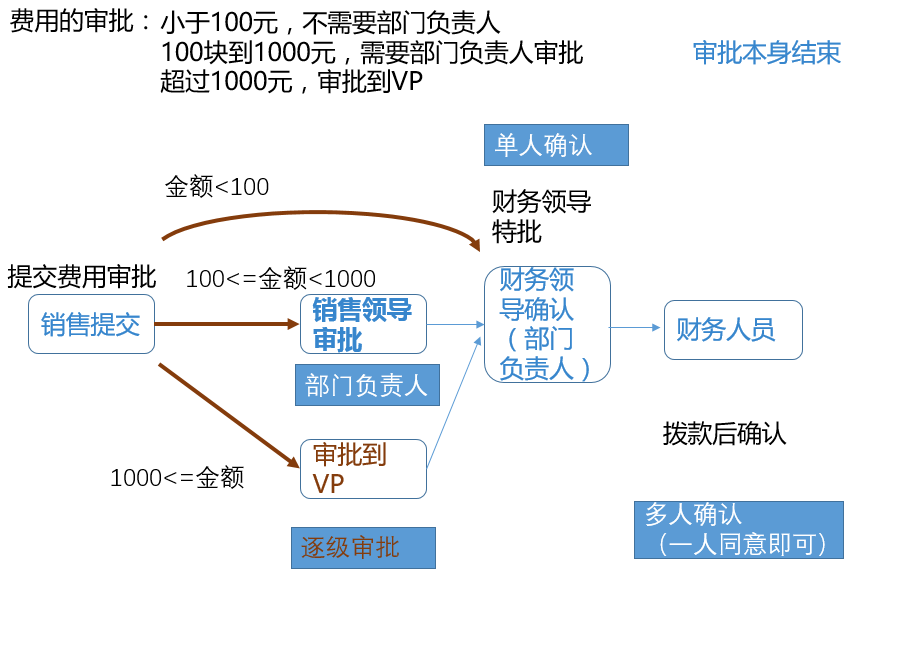 费用的审批：小于100元，不需要部门负责人
100块到1000元，需要部门负责人审批
超过1000元，审批到VP
审批本身结束
单人确认
金额<100
财务领导
特批
提交费用审批
100<=金额<1000
销售提交
销售领导
审批
财务领
导确认
（部门
负责人）
财务人员
部门负责人
拨款后确认
审批到
VP
1000<=金额
多人确认
（一人同意即可）
逐级审批